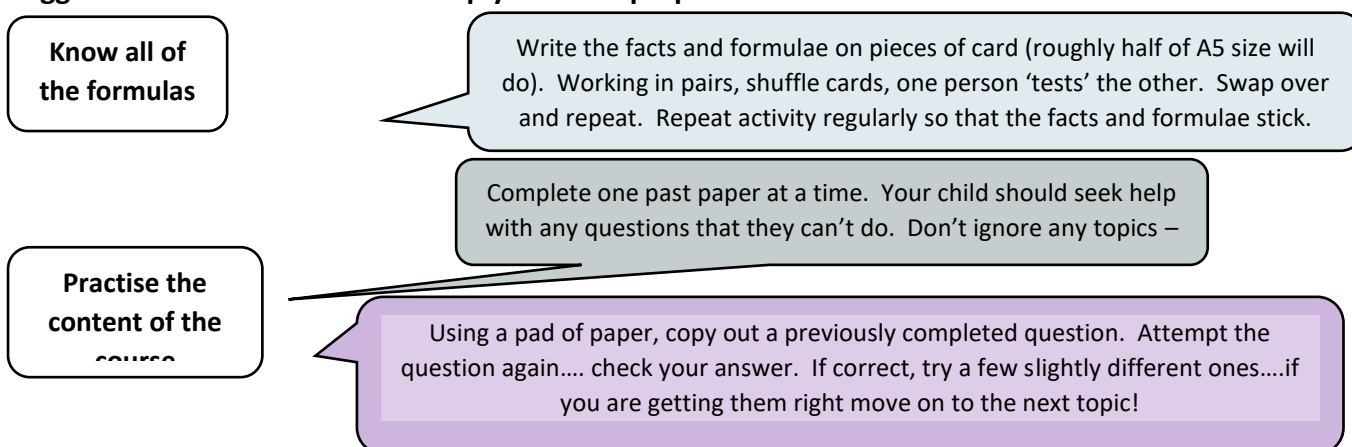 Know all of
the formulas
Write the facts and formulae on pieces of card (roughly half of A5 size will
do). Working in pairs, shuffle cards, one person ‘tests’ the other. Swap over
and repeat. Repeat activity regularly so that the facts and formulae stick.
Complete one past paper at a time. Your child should seek help
with any questions that they can’t do. Don’t ignore any topics –
Practise the
content of the
course
Using a pad of paper, copy out a previously completed question. Attempt the
question again…. check your answer. If correct, try a few slightly different ones….if
you are getting them right move on to the next topic!